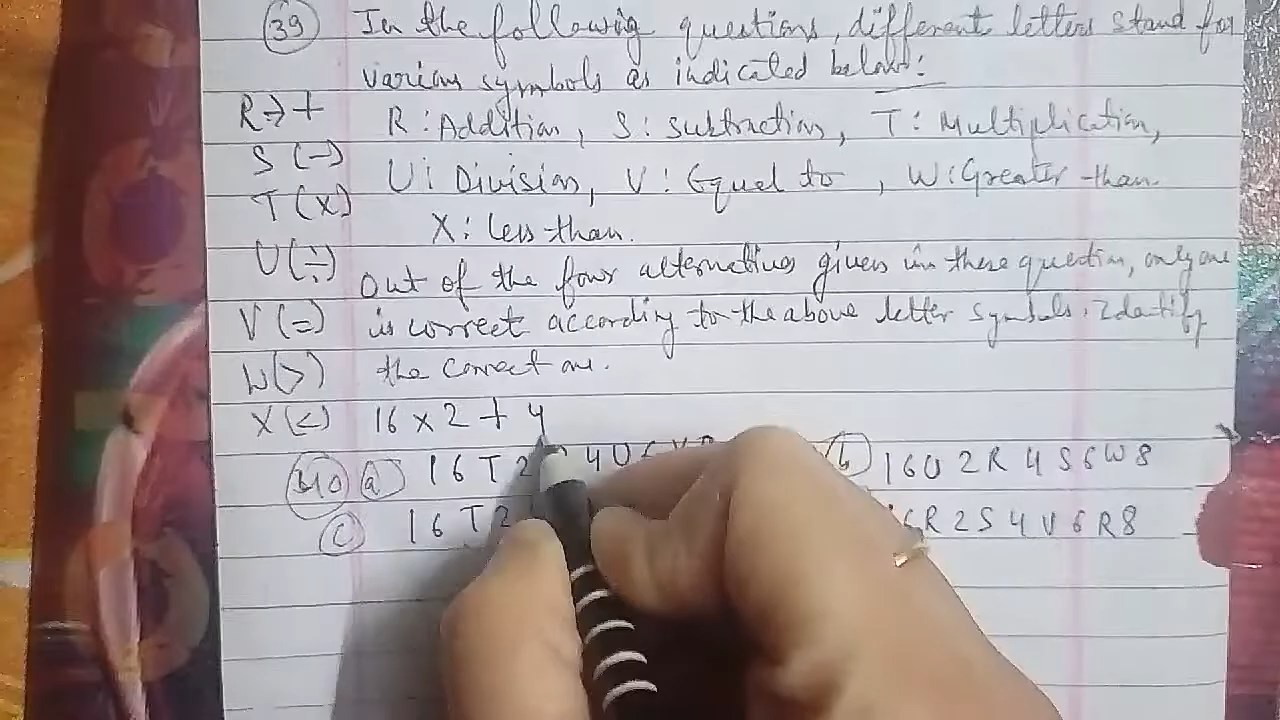 39 In the following questions, different letters stand for
various symbols as indicated below:
R→+ R: Addition, S: Subtraction, T: Multiplication,
S (-)
U: Division, V: Equal to, W: Greater than
T (X)
X: Less than.
U (÷) out of the four alternatives given in these question, only one
V (=) is correct according to the above letter symbols. Identify
W (>) the correct one.
X (<) 16 x 2 + 4
a 16 T 2 4 U 6 b 16 U 2 R 4 S 6 W 8
c 16 T 2 6 R 2 S 4 V 6 R 8